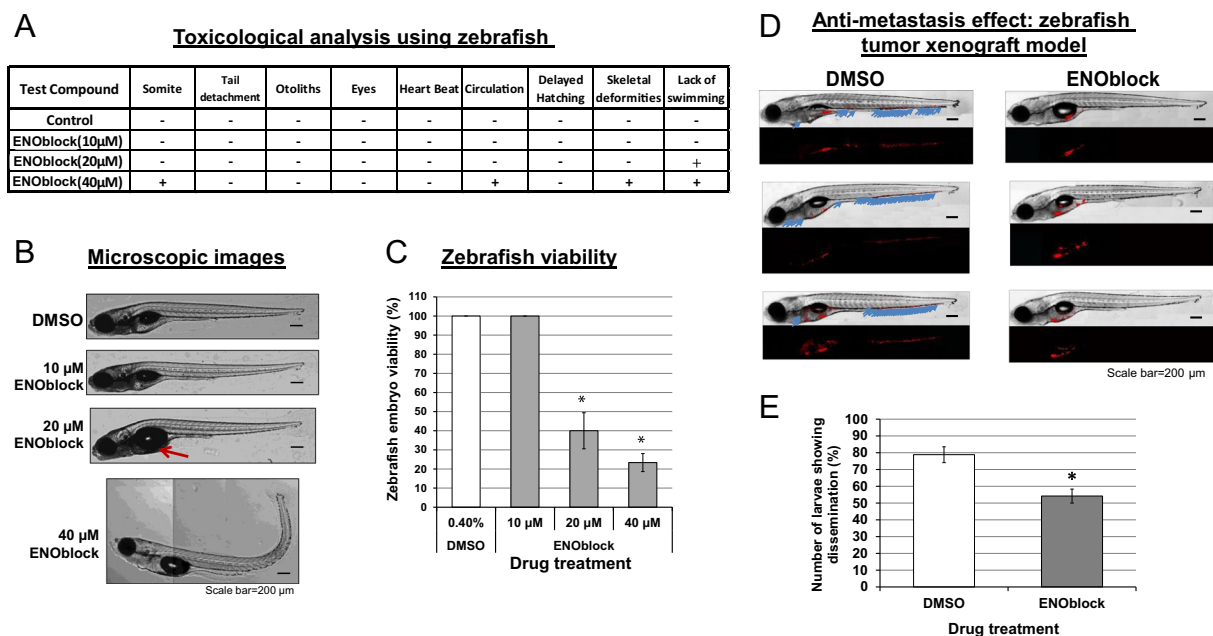 A
Toxicological analysis using zebrafish
Test Compound Somite Tail detachment Otoliths Eyes Heart Beat Circulation Delayed Hatching Skeletal deformities Lack of swimming
Control - - - - - - - - -
ENOblock(10μM) - - - - - - - - -
ENOblock(20μM) - - - - - - - - +
ENOblock(40μM) + - - - - + - + +
B
Microscopic images
DMSO
10 μM
ENOblock
20 μM
ENOblock
40 μM
ENOblock
Scale bar=200 μm
C
Zebrafish viability
Zebrafish embryo viability (%)
110
100
90
80
70
60
50
40
30
20
10
0
*
*
0.40% 10 μM 20 μM 40 μM
DMSO ENOblock
Drug treatment
D
Anti-metastasis effect: zebrafish
tumor xenograft model
DMSO ENOblock
Scale bar=200 μm
E
Number of larvae showing
dissemination (%)
90
80
70
60
50
40
30
20
10
0
*
DMSO ENOblock
Drug treatment